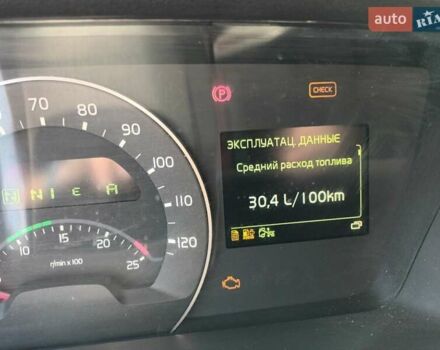 auto RIA
(P)
CHECK
60
70
80
90
100
110
120
N N I E A
ЭКСПЛУАТАЦ. ДАННЫЕ
Средний расход топлива
30,4 L/100km
10
15
20
25
r/min x 100